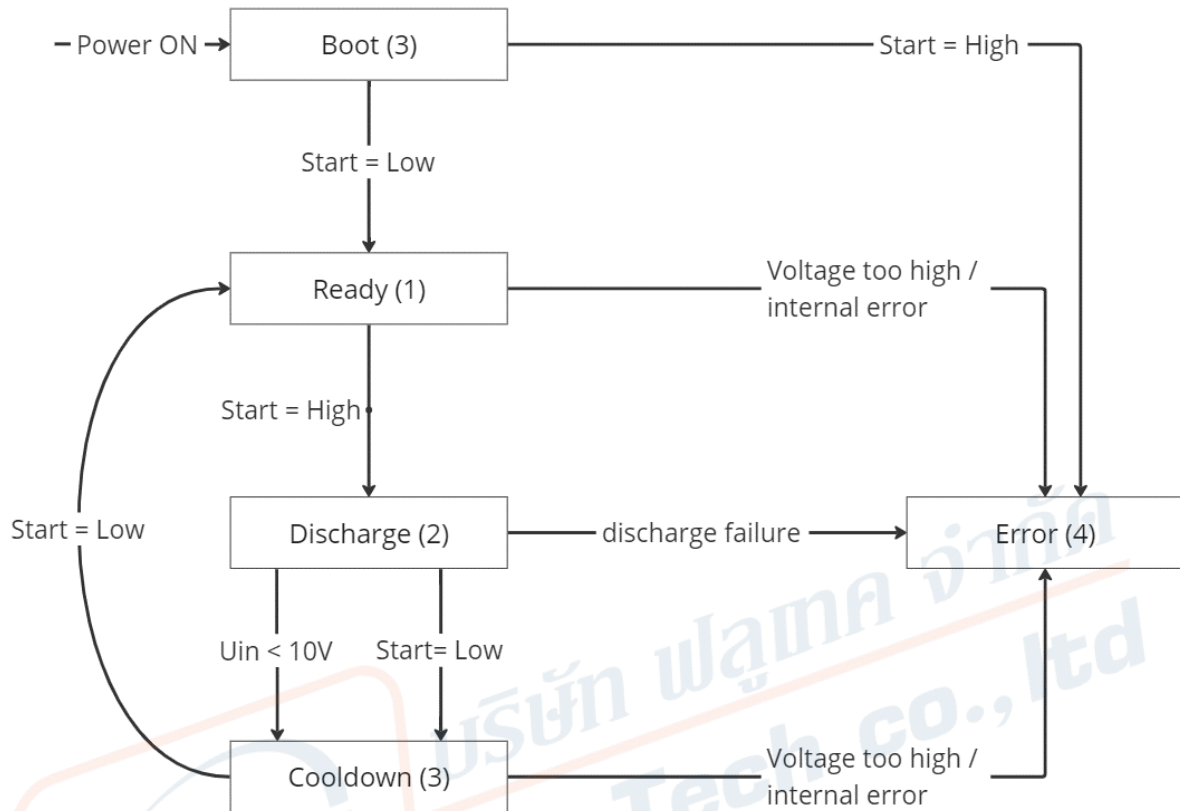 Power ON
Boot (3)
Start = High
Start = Low
Ready (1)
Voltage too high /
internal error
Start = High
Start = Low
Discharge (2)
discharge failure
Error (4)
Uin < 10V
Start= Low
Cooldown (3)
Voltage too high /
internal error
บริษัท ฟลูเทค จำกัด
Tech co.,ltd